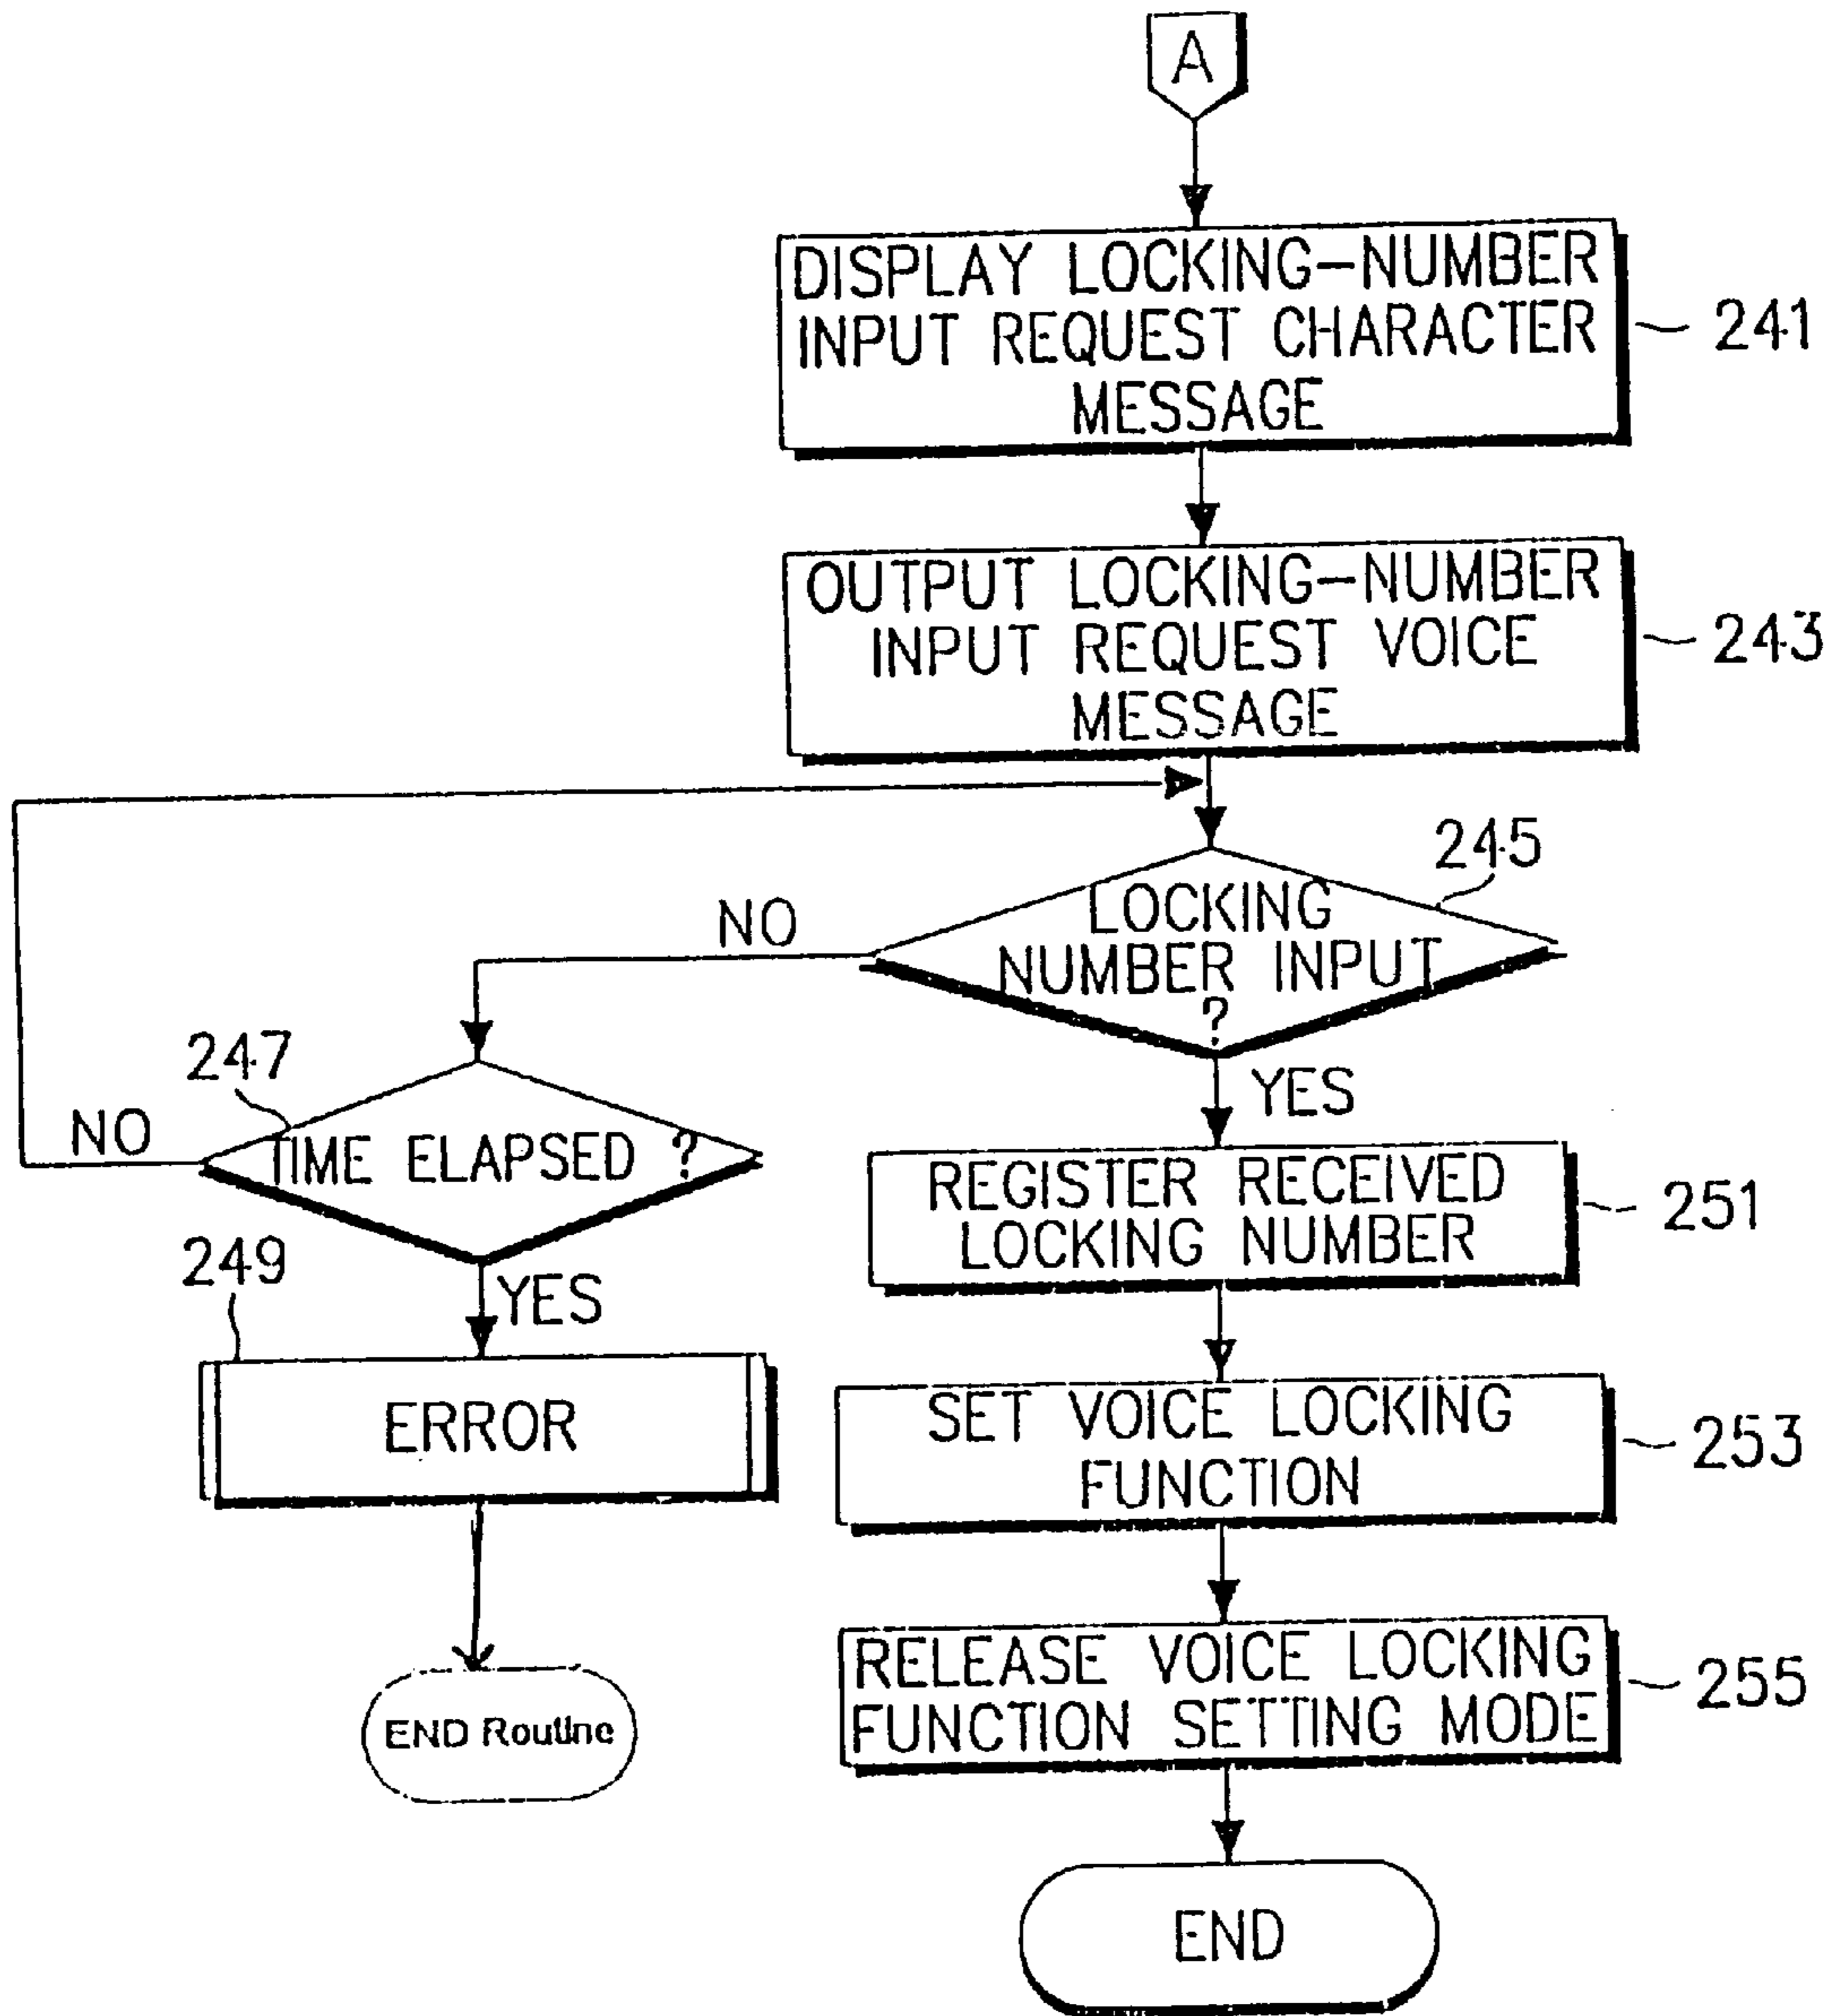 A
DISPLAY LOCKING-NUMBER
INPUT REQUEST CHARACTER
MESSAGE
241
OUTPUT LOCKING-NUMBER
INPUT REQUEST VOICE
MESSAGE
243
245
LOCKING
NUMBER INPUT
?
NO
YES
247
TIME ELAPSED ?
NO
YES
249
ERROR
END Routine
REGISTER RECEIVED
LOCKING NUMBER
251
SET VOICE LOCKING
FUNCTION
253
RELEASE VOICE LOCKING
FUNCTION SETTING MODE
255
END